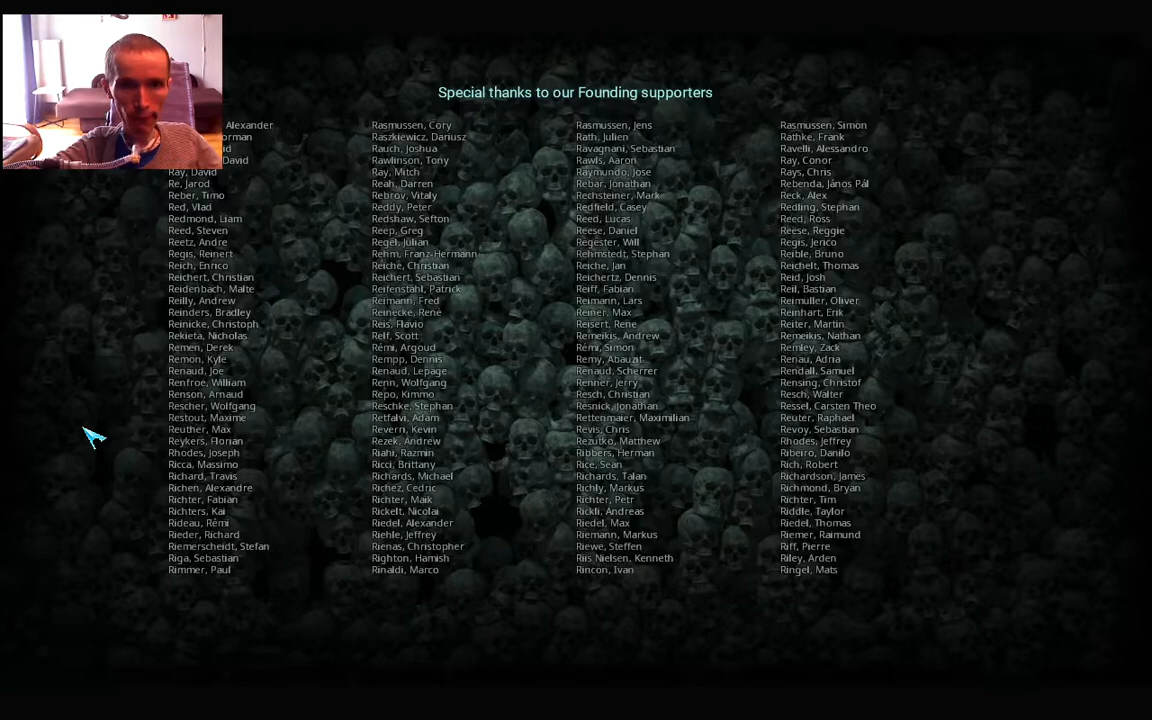 Special thanks to our Founding supporters
Alexander Rasmussen, Cory Rasmussen, Jens Rasmussen, Simon
Raszkiewicz, Dariusz Rath, Julien Rathke, Frank
Rauch, Joshua Ravagnani, Sebastian Ravelli, Alessandro
David Rawlinson, Tony Rawls, Aaron Ray, Conor
Ray, David Ray, Mitch Raymundo, Jose Rays, Chris
Re, Jarod Reah, Darren Rebar, Jonathan Rebenda, János Pál
Reber, Timo Rebrov, Vitaly Rechsteiner, Mark Reck, Alex
Red, Vlad Reddy, Peter Redfield, Casey Redling, Stephan
Redmond, Liam Redshaw, Sefton Reed, Lucas Reed, Ross
Reed, Steven Reep, Greg Reese, Daniel Reese, Reggie
Reetz, Andre Regel, Julian Regester, Will Regis, Jerico
Regis, Reinert Rehm, Franz-Hermann Rehmstedt, Stephan Reible, Bruno
Reich, Enrico Reiche, Christian Reiche, Jan Reichelt, Thomas
Reichert, Christian Reichert, Sebastian Reichertz, Dennis Reid, Josh
Reidenbach, Malte Reifenstahl, Patrick Reiff, Fabian Reil, Bastian
Reilly, Andrew Reimann, Fred Reimann, Lars Reimuller, Oliver
Reinders, Bradley Reinecke, René Reiner, Max Reinhart, Erik
Reinicke, Christoph Reis, Flavio Reisert, Rene Reiter, Martin
Rekieta, Nicholas Relf, Scott Remeikis, Andrew Remeikis, Nathan
Remen, Derek Rémi, Argoud Rémi, Simon Remley, Zack
Remon, Kyle Rempp, Dennis Remy, Abauzit Renau, Adria
Renaud, Joe Renaud, Lepage Renaud, Scherrer Rendall, Samuel
Renfroe, William Renn, Wolfgang Renner, Jerry Rensing, Christof
Renson, Arnaud Repo, Kimmo Resch, Christian Resch, Walter
Rescher, Wolfgang Reschke, Stephan Resnick, Jonathan Ressel, Carsten Theo
Restout, Maxime Retfalvi, Adam Rettenmaier, Maximilian Reuter, Raphael
Reuther, Max Revern, Kevin Revis, Chris Revoy, Sebastian
Reykers, Florian Rezek, Andrew Rezutko, Matthew Rhodes, Jeffrey
Rhodes, Joseph Riahi, Razmin Ribbers, Herman Ribeiro, Danilo
Ricca, Massimo Ricci, Brittany Rice, Sean Rich, Robert
Richard, Travis Richards, Michael Richards, Talan Richardson, James
Richen, Alexandre Richez, Cedric Richly, Markus Richmond, Bryan
Richter, Fabian Richter, Maik Richter, Petr Richter, Tim
Richters, Kai Rickelt, Nicolai Rickli, Andreas Riddle, Taylor
Rideau, Rémi Riedel, Alexander Riedel, Max Riedel, Thomas
Rieder, Richard Riehle, Jeffrey Riemann, Markus Riemer, Raimund
Riemerscheidt, Stefan Rienas, Christopher Riewe, Steffen Riff, Pierre
Riga, Sebastian Righton, Hamish Riis Nielsen, Kenneth Riley, Arden
Rimmer, Paul Rinaldi, Marco Rincon, Ivan Ringel, Mats